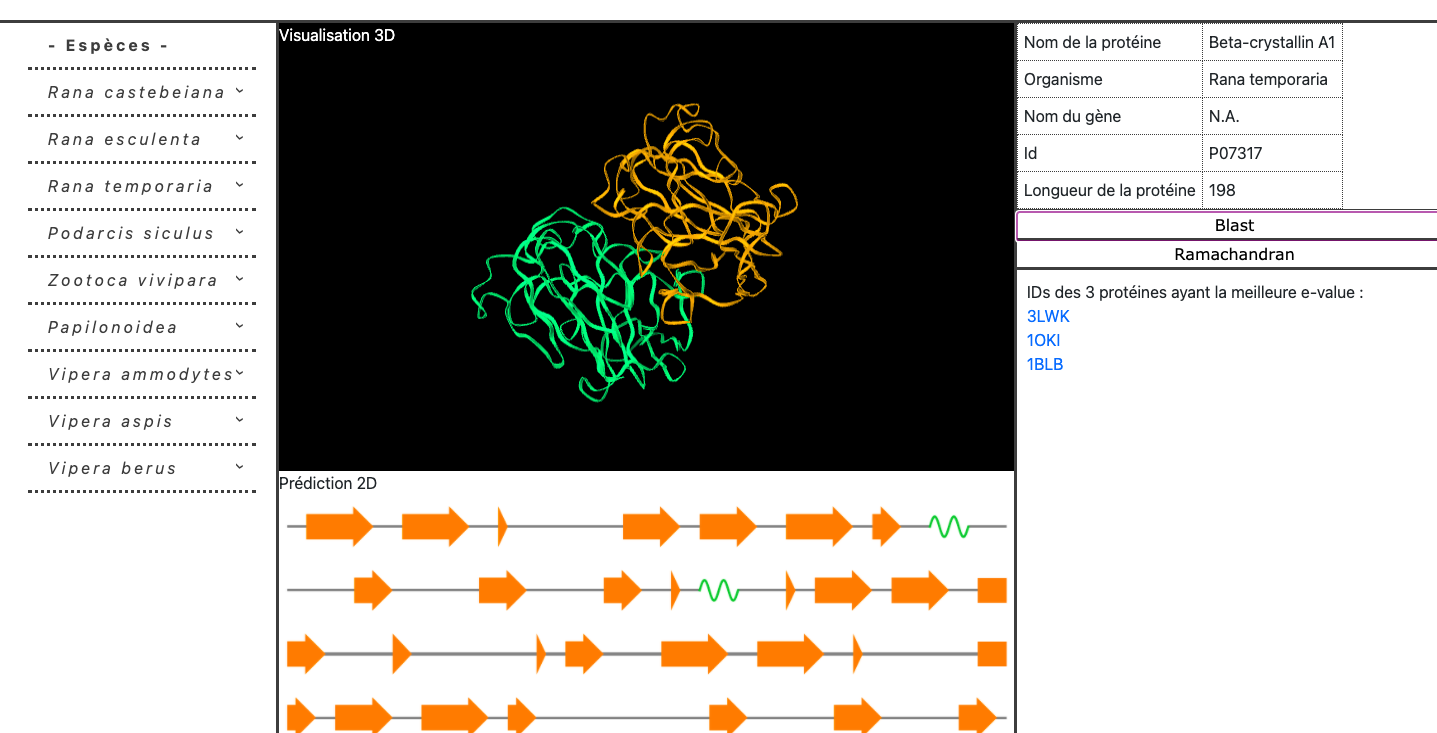 - Espèces -
Rana castebeiana
Rana esculenta
Rana temporaria
Podarcis siculus
Zootoca vivipara
Papilonoidea
Vipera ammodytes
Vipera aspis
Vipera berus
Visualisation 3D
Prédiction 2D
Nom de la protéine Beta-crystallin A1
Organisme Rana temporaria
Nom du gène N.A.
Id P07317
Longueur de la protéine 198
Blast
Ramachandran
IDs des 3 protéines ayant la meilleure e-value :
3LWK
1OKI
1BLB